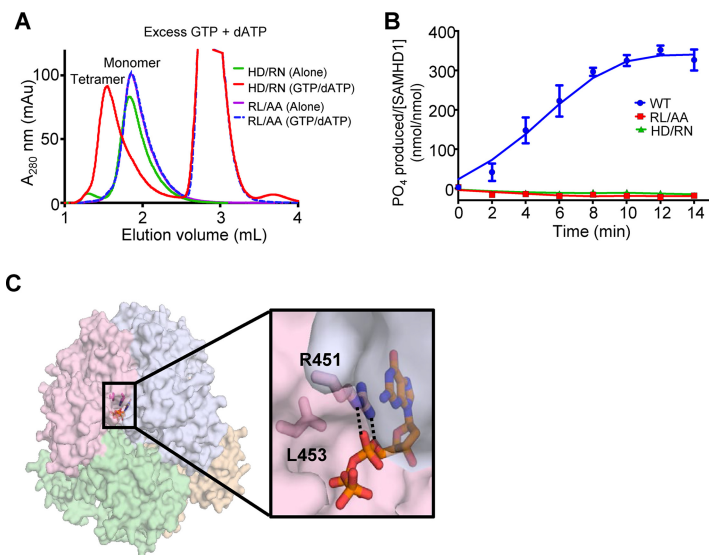 A
Excess GTP + dATP
Monomer
Tetramer
HD/RN (Alone)
HD/RN (GTP/dATP)
RL/AA (Alone)
RL/AA (GTP/dATP)
100
50
0
A280 nm (mAu)
1 2 3 4
Elution volume (mL)
B
400
300
200
100
0
PO4 produced/[SAMHD1]
(nmol/nmol)
WT
RL/AA
HD/RN
0 2 4 6 8 10 12 14
Time (min)
C
R451
L453